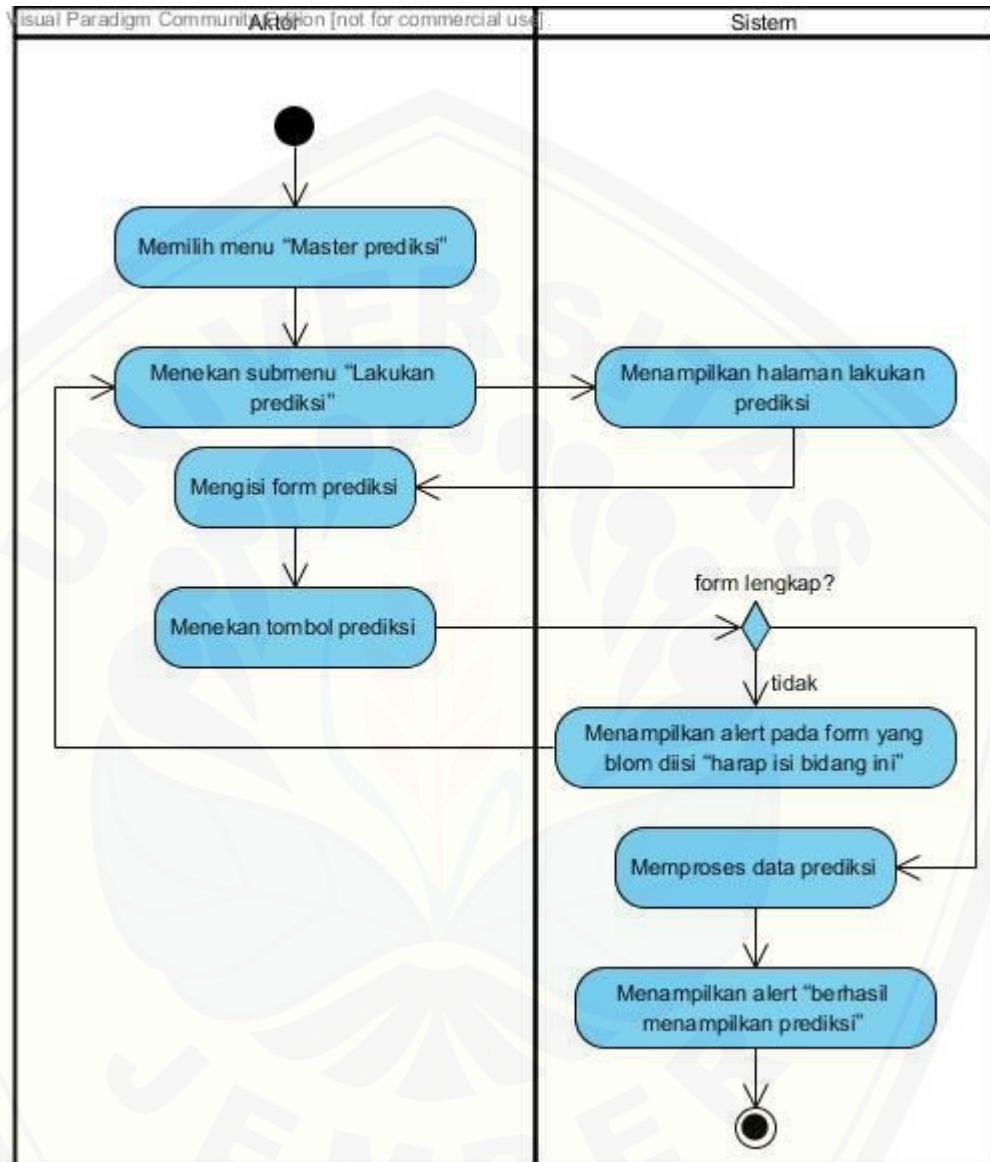 Visual Paradigm Community Edition [not for commercial use]
Aktor
Sistem
Memilih menu “Master prediksi”
Menekan submenu “Lakukan
prediksi”
Menampilkan halaman lakukan
prediksi
Mengisi form prediksi
Menekan tombol prediksi
form lengkap?
tidak
Menampilkan alert pada form yang
blom diisi “harap isi bidang ini”
Memproses data prediksi
Menampilkan alert “berhasil
menampilkan prediksi”
UNIVERSITAS
JEMBER